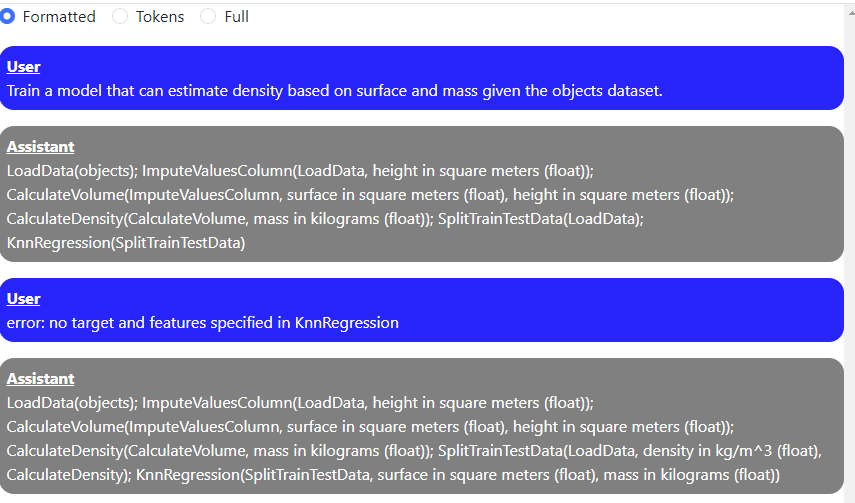 Formatted Tokens Full
User
Train a model that can estimate density based on surface and mass given the objects dataset.
Assistant
LoadData(objects); ImputeValuesColumn(LoadData, height in square meters (float));
CalculateVolume(ImputeValuesColumn, surface in square meters (float), height in square meters (float));
CalculateDensity(CalculateVolume, mass in kilograms (float)); SplitTrainTestData(LoadData);
KnnRegression(SplitTrainTestData)
User
error: no target and features specified in KnnRegression
Assistant
LoadData(objects); ImputeValuesColumn(LoadData, height in square meters (float));
CalculateVolume(ImputeValuesColumn, surface in square meters (float), height in square meters (float));
CalculateDensity(CalculateVolume, mass in kilograms (float)); SplitTrainTestData(LoadData, density in kg/m^3 (float),
CalculateDensity); KnnRegression(SplitTrainTestData, surface in square meters (float), mass in kilograms (float))